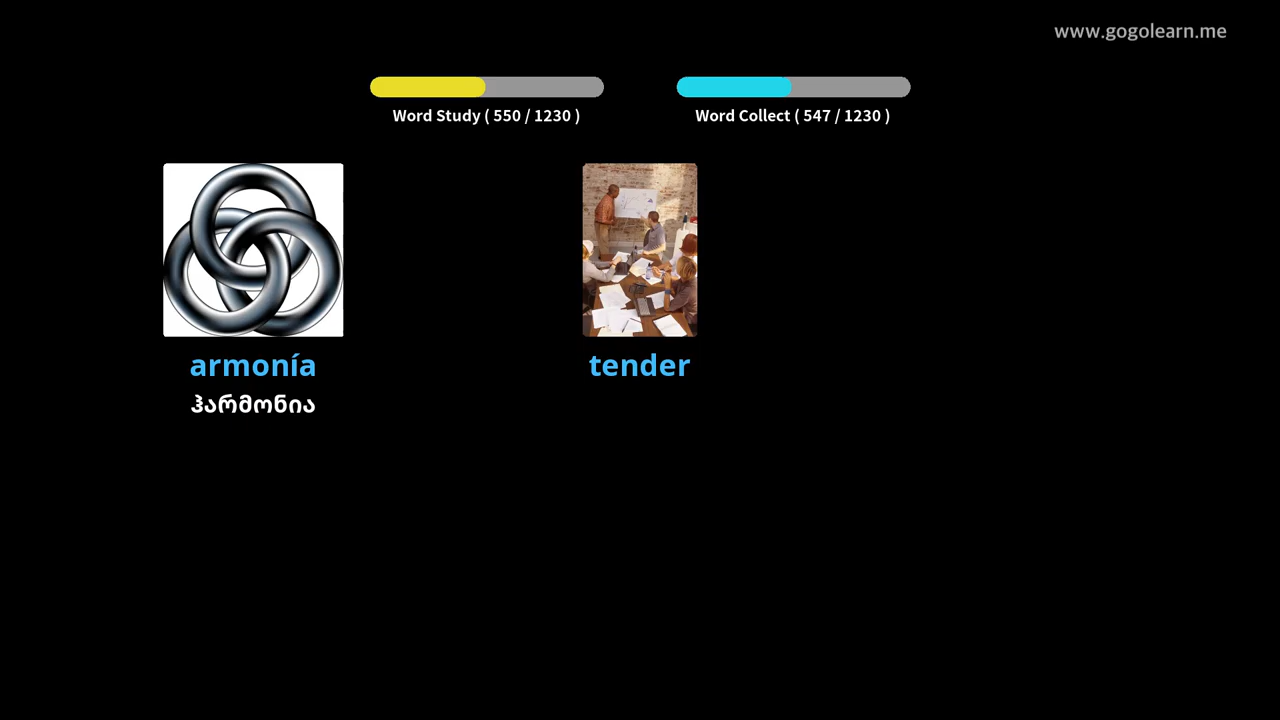 www.gogolearn.me
Word Study ( 550 / 1230 )
Word Collect ( 547 / 1230 )
armonía
ჰარმონია
tender